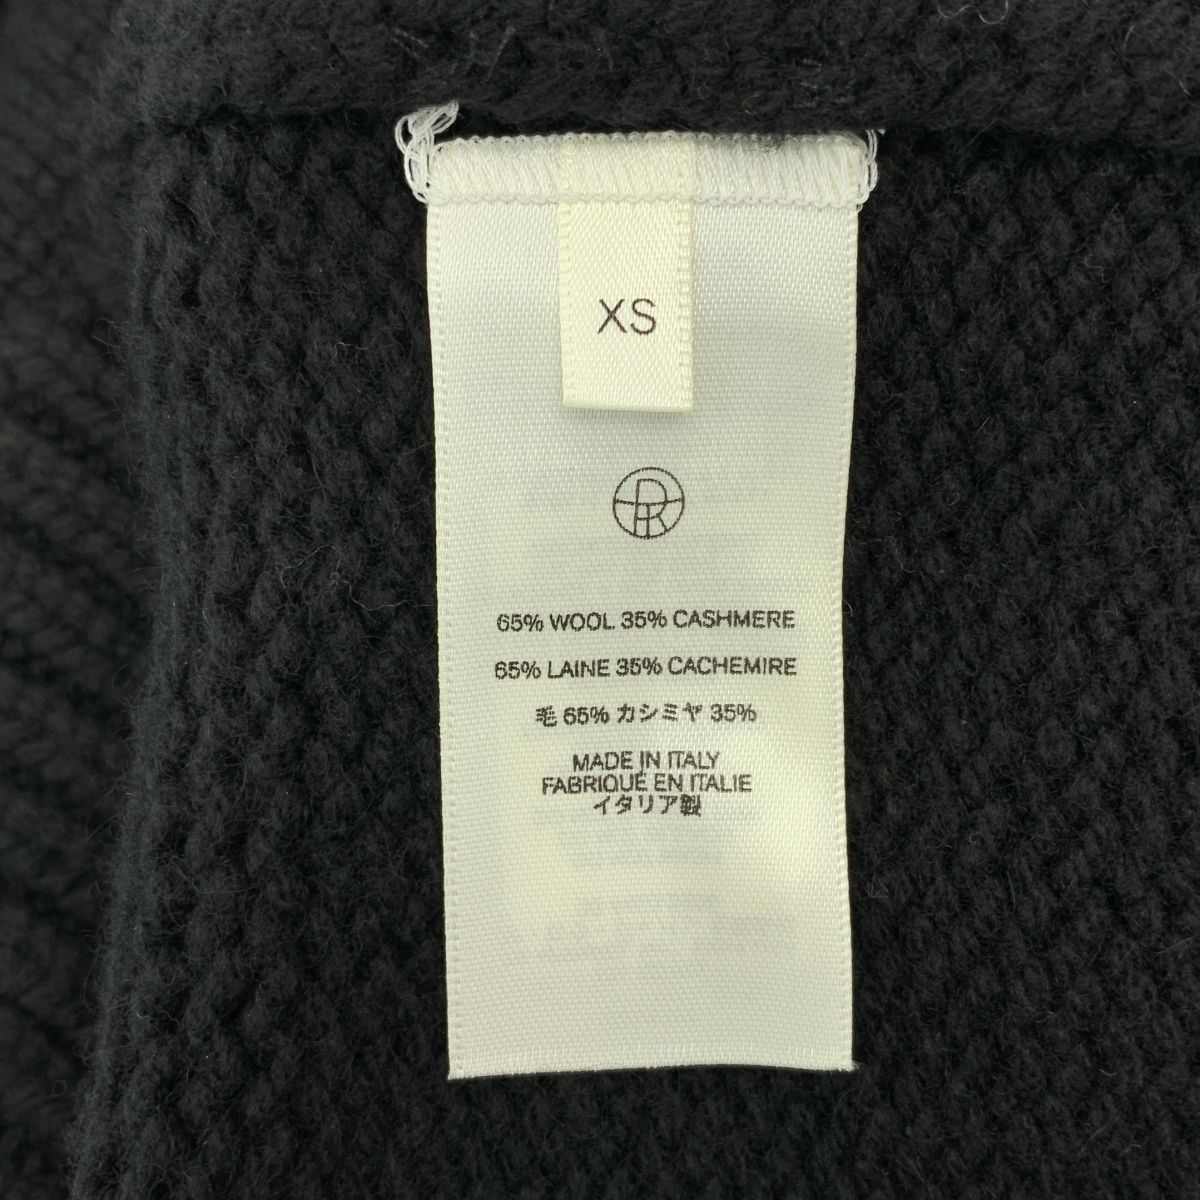 XS
65% WOOL 35% CASHMERE
65% LAINE 35% CACHEMIRE
毛 65% カシミヤ 35%
MADE IN ITALY
FABRIQUÉ EN ITALIE
イタリア製